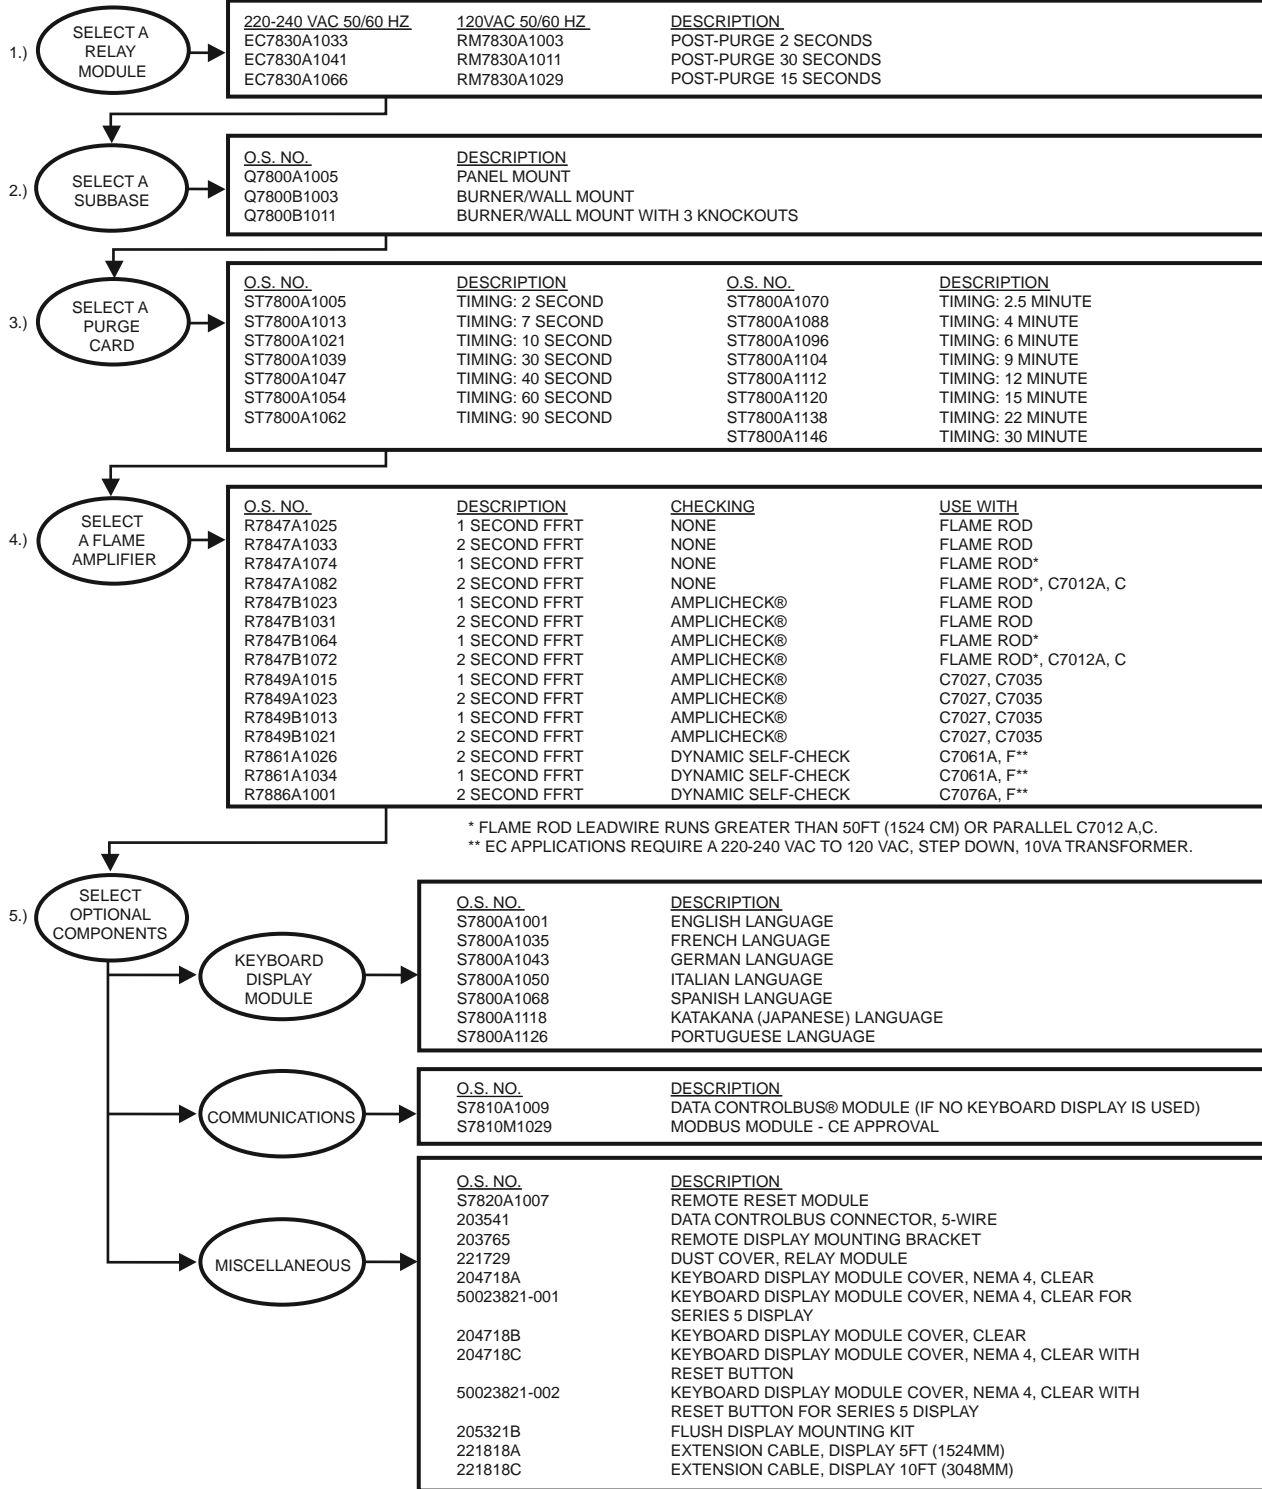 1.)
SELECT A
RELAY
MODULE
220-240 VAC 50/60 HZ 120VAC 50/60 HZ DESCRIPTION
EC7830A1033 RM7830A1003 POST-PURGE 2 SECONDS
EC7830A1041 RM7830A1011 POST-PURGE 30 SECONDS
EC7830A1066 RM7830A1029 POST-PURGE 15 SECONDS
2.)
SELECT A
SUBBASE
O.S. NO. DESCRIPTION
Q7800A1005 PANEL MOUNT
Q7800B1003 BURNER/WALL MOUNT
Q7800B1011 BURNER/WALL MOUNT WITH 3 KNOCKOUTS
3.)
SELECT A
PURGE
CARD
O.S. NO. DESCRIPTION O.S. NO. DESCRIPTION
ST7800A1005 TIMING: 2 SECOND ST7800A1070 TIMING: 2.5 MINUTE
ST7800A1013 TIMING: 7 SECOND ST7800A1088 TIMING: 4 MINUTE
ST7800A1021 TIMING: 10 SECOND ST7800A1096 TIMING: 6 MINUTE
ST7800A1039 TIMING: 30 SECOND ST7800A1104 TIMING: 9 MINUTE
ST7800A1047 TIMING: 40 SECOND ST7800A1112 TIMING: 12 MINUTE
ST7800A1054 TIMING: 60 SECOND ST7800A1120 TIMING: 15 MINUTE
ST7800A1062 TIMING: 90 SECOND ST7800A1138 TIMING: 22 MINUTE
ST7800A1146 TIMING: 30 MINUTE
4.)
SELECT
A FLAME
AMPLIFIER
O.S. NO. DESCRIPTION CHECKING USE WITH
R7847A1025 1 SECOND FFRT NONE FLAME ROD
R7847A1033 2 SECOND FFRT NONE FLAME ROD
R7847A1074 1 SECOND FFRT NONE FLAME ROD*
R7847A1082 2 SECOND FFRT NONE FLAME ROD*, C7012A, C
R7847B1023 1 SECOND FFRT AMPLICHECK® FLAME ROD
R7847B1031 2 SECOND FFRT AMPLICHECK® FLAME ROD
R7847B1064 1 SECOND FFRT AMPLICHECK® FLAME ROD*
R7847B1072 2 SECOND FFRT AMPLICHECK® FLAME ROD*, C7012A, C
R7849A1015 1 SECOND FFRT AMPLICHECK® C7027, C7035
R7849A1023 2 SECOND FFRT AMPLICHECK® C7027, C7035
R7849B1013 1 SECOND FFRT AMPLICHECK® C7027, C7035
R7849B1021 2 SECOND FFRT AMPLICHECK® C7027, C7035
R7861A1026 2 SECOND FFRT DYNAMIC SELF-CHECK C7061A, F**
R7861A1034 1 SECOND FFRT DYNAMIC SELF-CHECK C7061A, F**
R7886A1001 2 SECOND FFRT DYNAMIC SELF-CHECK C7076A, F**
* FLAME ROD LEADWIRE RUNS GREATER THAN 50FT (1524 CM) OR PARALLEL C7012 A,C.
** EC APPLICATIONS REQUIRE A 220-240 VAC TO 120 VAC, STEP DOWN, 10VA TRANSFORMER.
5.)
SELECT
OPTIONAL
COMPONENTS
KEYBOARD
DISPLAY
MODULE
O.S. NO. DESCRIPTION
S7800A1001 ENGLISH LANGUAGE
S7800A1035 FRENCH LANGUAGE
S7800A1043 GERMAN LANGUAGE
S7800A1050 ITALIAN LANGUAGE
S7800A1068 SPANISH LANGUAGE
S7800A1118 KATAKANA (JAPANESE) LANGUAGE
S7800A1126 PORTUGUESE LANGUAGE
COMMUNICATIONS
O.S. NO. DESCRIPTION
S7810A1009 DATA CONTROLBUS® MODULE (IF NO KEYBOARD DISPLAY IS USED)
S7810M1029 MODBUS MODULE - CE APPROVAL
MISCELLANEOUS
O.S. NO. DESCRIPTION
S7820A1007 REMOTE RESET MODULE
203541 DATA CONTROLBUS CONNECTOR, 5-WIRE
203765 REMOTE DISPLAY MOUNTING BRACKET
221729 DUST COVER, RELAY MODULE
204718A KEYBOARD DISPLAY MODULE COVER, NEMA 4, CLEAR
50023821-001 KEYBOARD DISPLAY MODULE COVER, NEMA 4, CLEAR FOR
SERIES 5 DISPLAY
204718B KEYBOARD DISPLAY MODULE COVER, CLEAR
204718C KEYBOARD DISPLAY MODULE COVER, NEMA 4, CLEAR WITH
RESET BUTTON
50023821-002 KEYBOARD DISPLAY MODULE COVER, NEMA 4, CLEAR WITH
RESET BUTTON FOR SERIES 5 DISPLAY
205321B FLUSH DISPLAY MOUNTING KIT
221818A EXTENSION CABLE, DISPLAY 5FT (1524MM)
221818C EXTENSION CABLE, DISPLAY 10FT (3048MM)